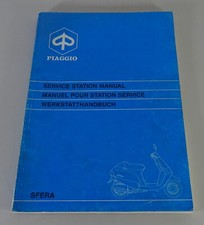 PIAGGIO
SERVICE STATION MANUAL
MANUEL POUR STATION SERVICE
WERKSTATTHANDBUCH
SFERA